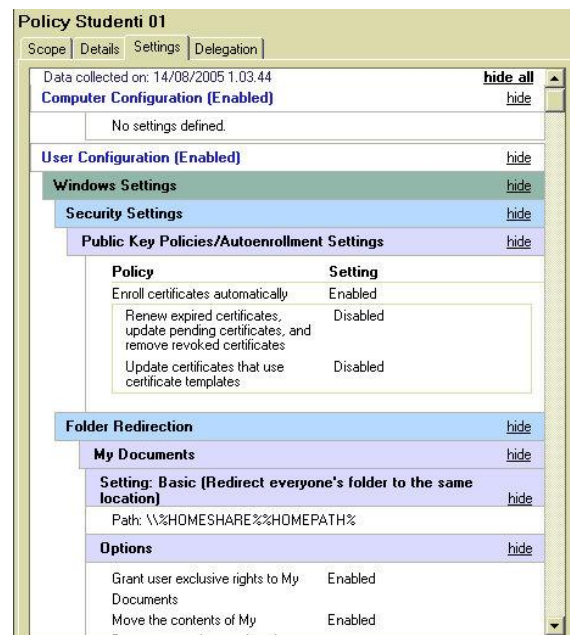 Policy Studenti 01
Scope Details Settings Delegation
Data collected on: 14/08/2005 1.03.44 hide all
Computer Configuration (Enabled) hide
No settings defined.
User Configuration (Enabled) hide
Windows Settings hide
Security Settings hide
Public Key Policies/Autoenrollment Settings hide
Policy Setting
Enroll certificates automatically Enabled
Renew expired certificates, Disabled
update pending certificates, and
remove revoked certificates
Update certificates that use Disabled
certificate templates
Folder Redirection hide
My Documents hide
Setting: Basic (Redirect everyone's folder to the same
location) hide
Path: \\%HOMESHARE%%HOMEPATH%
Options hide
Grant user exclusive rights to My Enabled
Documents
Move the contents of My Enabled